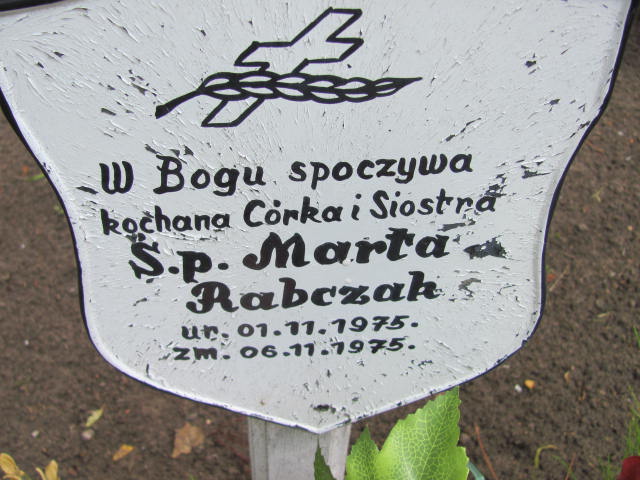 W Bogu spoczywa
kochana Córka i Siostra
Ś.p. Marta
Rabczak
ur. 01.11.1975.
zm. 06.11.1975.